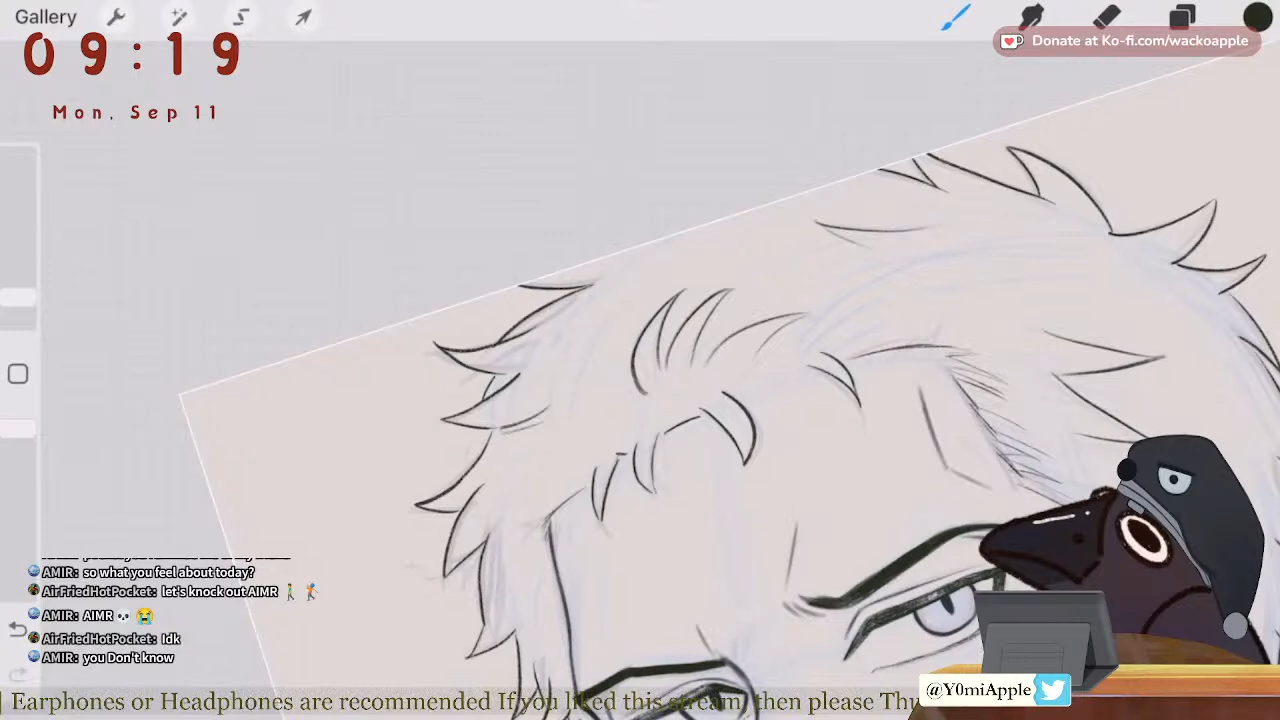 Gallery
09:19
Mon, Sep 11
Donate at Ko-fi.com/wackoapple
AMIR: so what you feel about today?
AirFriedHotPocket: let's knock out AIMR 🚶 🏌
AMIR: AIMR 💀 😭
AirFriedHotPocket: Idk
AMIR: you Don't know
@Y0miApple
| Earphones or Headphones are recommended If you liked this stream, then please